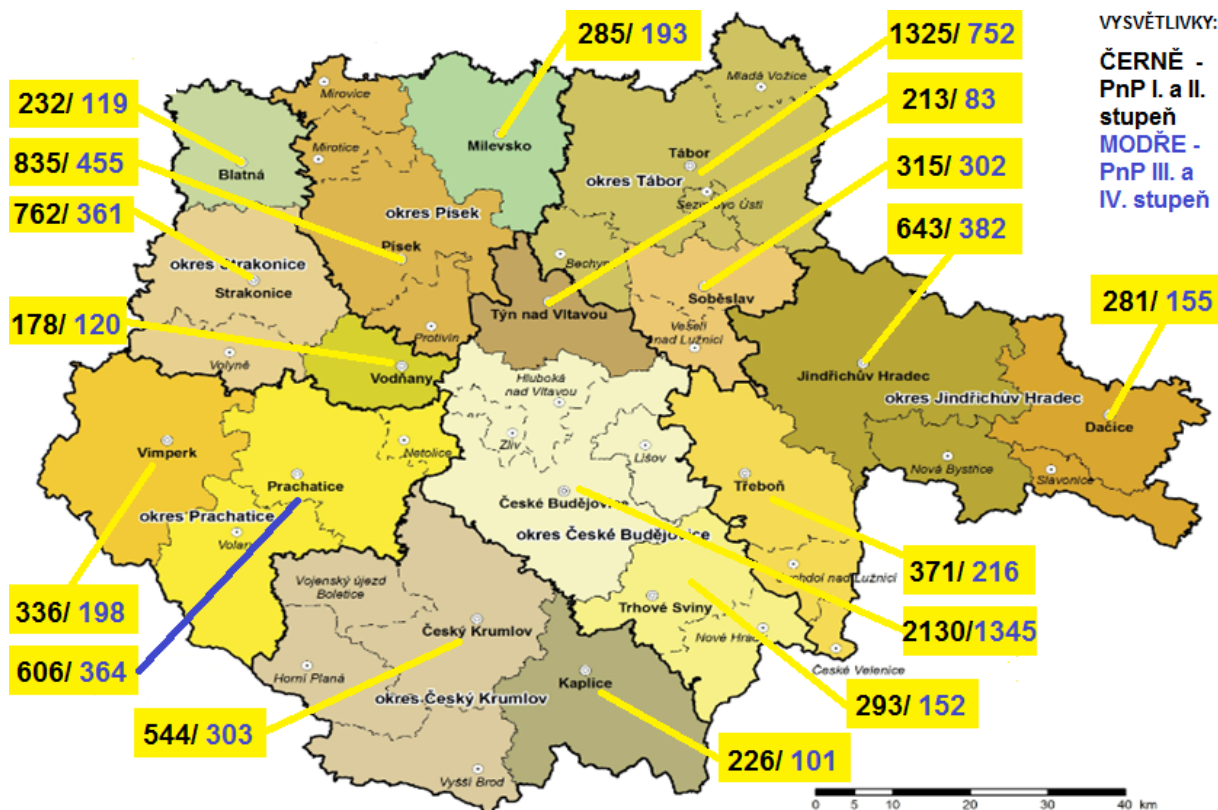 285/ 193
1325/ 752
VYSVĚTLIVKY:
ČERNĚ -
PnP I. a II.
stupeň
MODŘE -
PnP III. a
IV. stupeň
232/ 119
213/ 83
835/ 455
315/ 302
762/ 361
643/ 382
281/ 155
178/ 120
336/ 198
606/ 364
544/ 303
371/ 216
2130/1345
293/ 152
226/ 101
Mirovice
Mladá Vožice
Milevsko
Mirotice
Blatná
Tábor
okres Tábor
Sezimovo Ústí
okres Písek
Písek
Bechyně
okres Strakonice
Strakonice
Soběslav
Týn nad Vltavou
Protivín
Veselí
nad Lužnicí
Volyně
Vodňany
Hluboká
nad Vltavou
Jindřichův Hradec
okres Jindřichův Hradec
Dačice
Vimperk
Netolice
Zliv
Lišov
Nová Bystřice
Slavonice
Prachatice
Třeboň
České Budějovice
okres Prachatice
okres České Budějovice
Volary
Vojenský újezd
Boletice
Suchdol nad Lužnicí
Trhové Sviny
Český Krumlov
Nové Hrady
České Velenice
Horní Planá
Kaplice
okres Český Krumlov
Vyšší Brod
0 5 10 20 30 40
km